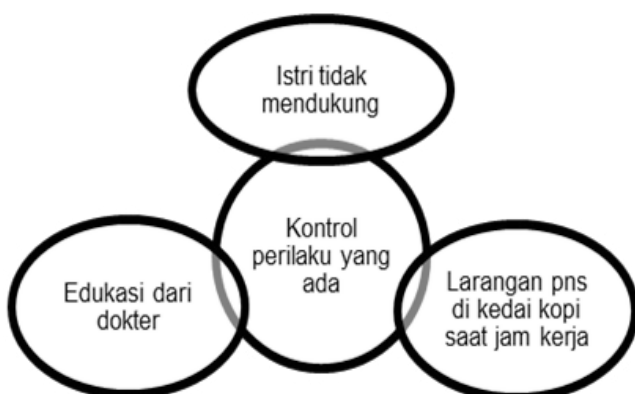 Istri tidak
mendukung
Kontrol
perilaku yang
ada
Edukasi dari
dokter
Larangan pns
di kedai kopi
saat jam kerja